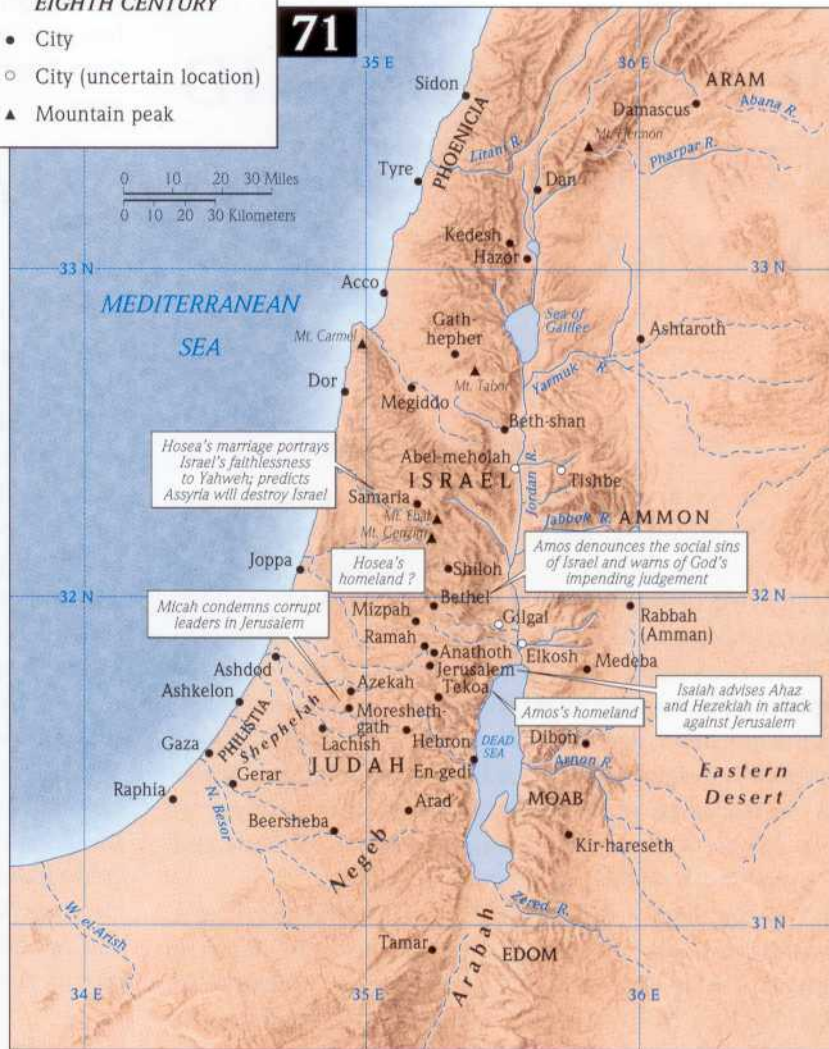 EIGHTH CENTURY
City
City (uncertain location)
Mountain peak
71
0 10 20 30 Miles
0 10 20 30 Kilometers
35 E
36 E
ARAM
Sidon
Damascus
Abana R.
PHOENICIA
Mt. Hermon
Litani R.
Pharpar R.
Tyre
Dan
Kedesh
Hazor
33 N
33 N
Acco
MEDITERRANEAN
SEA
Sea of
Galilee
Gath-
hepher
Ashtaroth
Mt. Carmel
Mt. Tabor
Yarmuk R.
Dor
Megiddo
Beth-shan
Hosea's marriage portrays
Israel's faithlessness
to Yahweh; predicts
Assyria will destroy Israel
Abel-meholah
ISRAEL
Jordan R.
Tishbe
Samaria
Mt. Ebal
Mt. Gerizim
Jabbok R.
AMMON
Hosea's
homeland ?
Amos denounces the social sins
of Israel and warns of God's
impending judgement
Joppa
Shiloh
32 N
32 N
Micah condemns corrupt
leaders in Jerusalem
Bethel
Mizpah
Gilgal
Rabbah
(Amman)
Ramah
Anathoth
Elkosh
Jerusalem
Medeba
Ashdod
Tekoa
Azekah
Ashkelon
Isaiah advises Ahaz
and Hezekiah in attack
against Jerusalem
Amos's homeland
Moresheth-
gath
PHILISTIA
Shephelah
Lachish
Hebron
DEAD
SEA
Dibon
Gaza
JUDAH
En-gedi
Arnon R.
Gerar
Eastern
Desert
Raphia
N. Besor
Arad
MOAB
Beersheba
Negeb
Kir-hareseth
Zered R.
W. el-Arish
31 N
Tamar
Arabah
EDOM
34 E
35 E
36 E